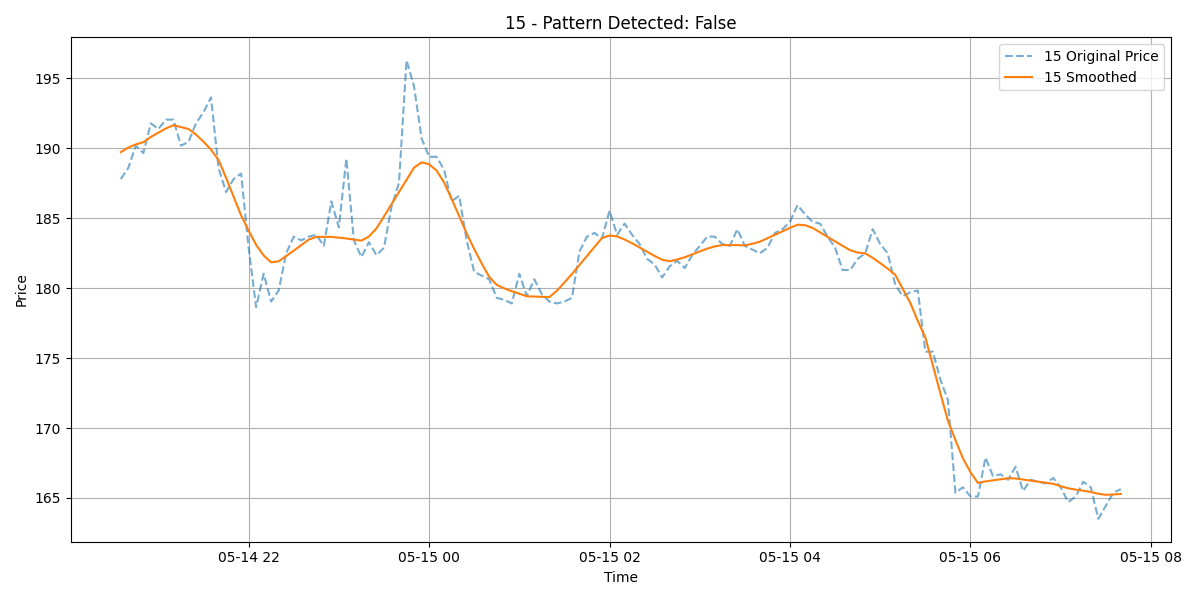 15 - Pattern Detected: False
15 Original Price
15 Smoothed
Price
195
190
185
180
175
170
165
05-14 22
05-15 00
05-15 02
05-15 04
05-15 06
05-15 08
Time